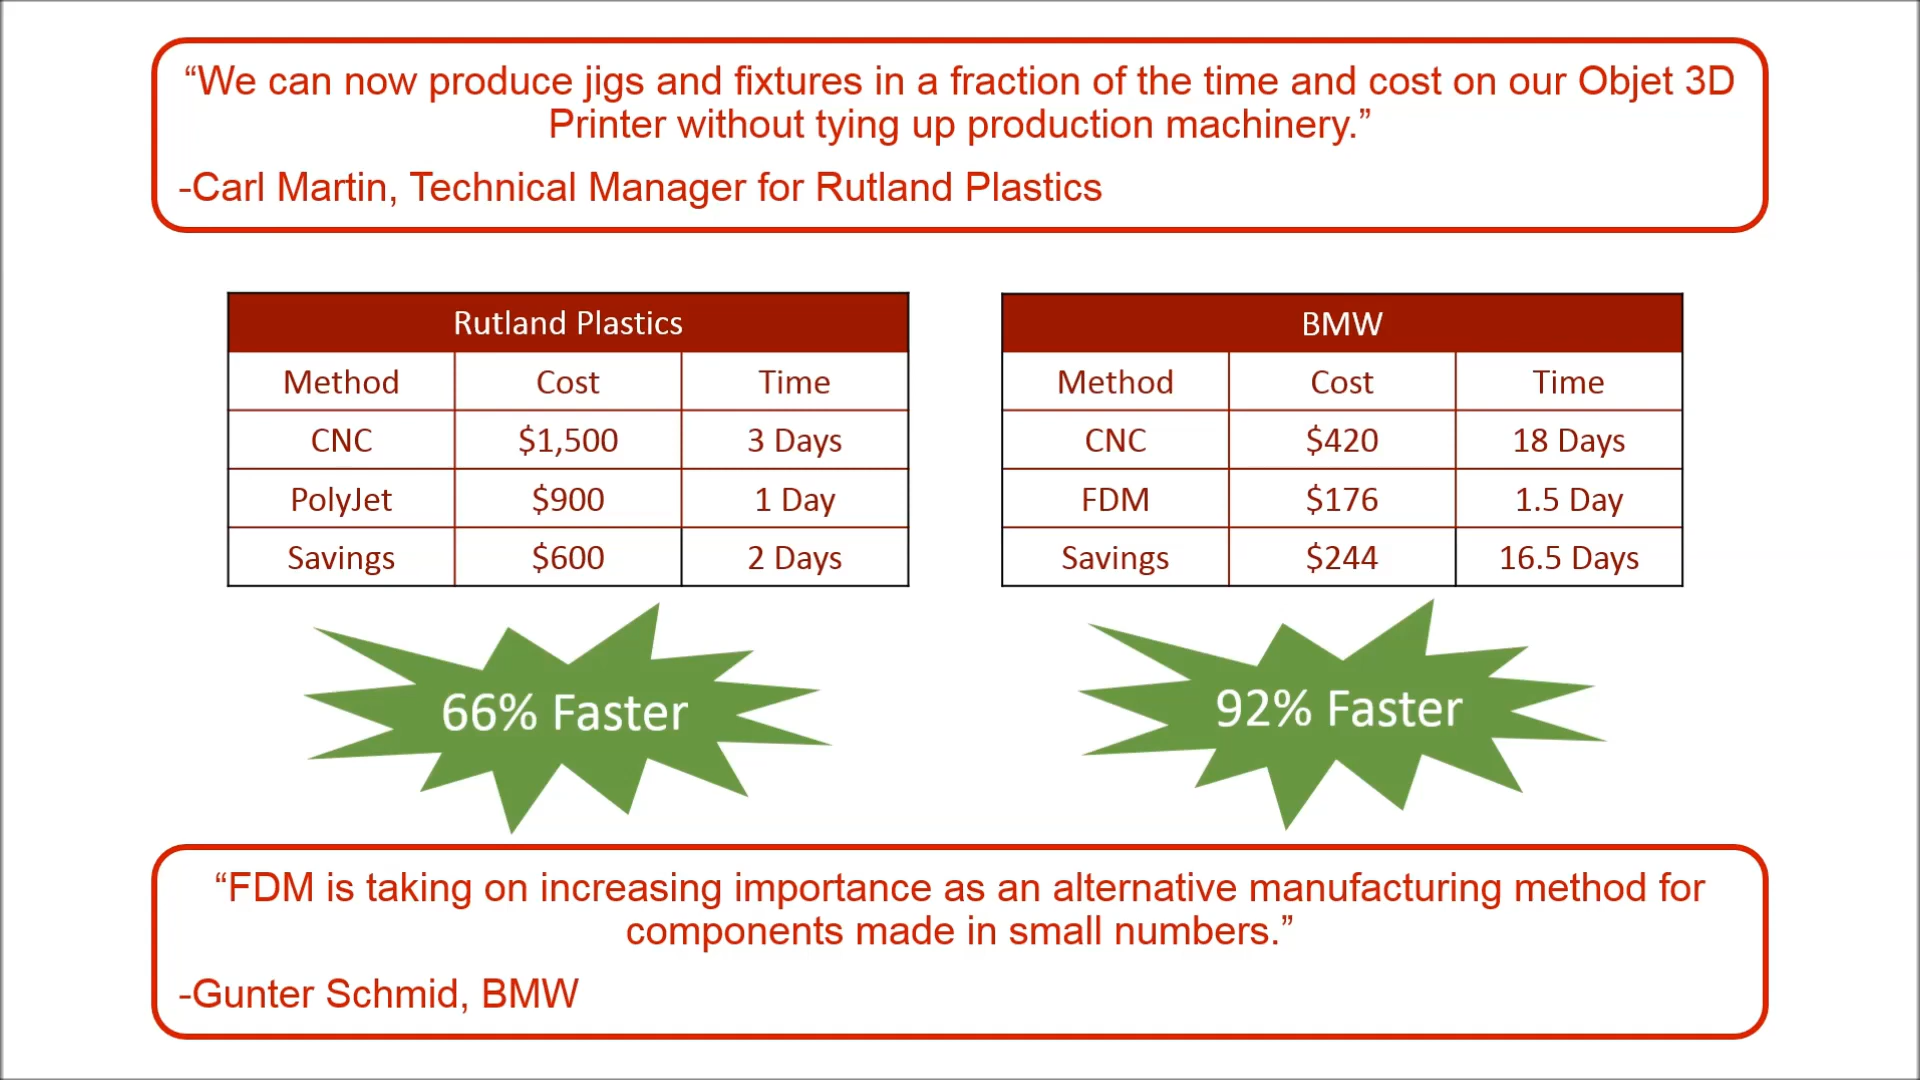 “We can now produce jigs and fixtures in a fraction of the time and cost on our Objet 3D
Printer without tying up production machinery.”
-Carl Martin, Technical Manager for Rutland Plastics
Rutland Plastics
Method Cost Time
CNC $1,500 3 Days
PolyJet $900 1 Day
Savings $600 2 Days
66% Faster
BMW
Method Cost Time
CNC $420 18 Days
FDM $176 1.5 Day
Savings $244 16.5 Days
92% Faster
“FDM is taking on increasing importance as an alternative manufacturing method for
components made in small numbers.”
-Gunter Schmid, BMW